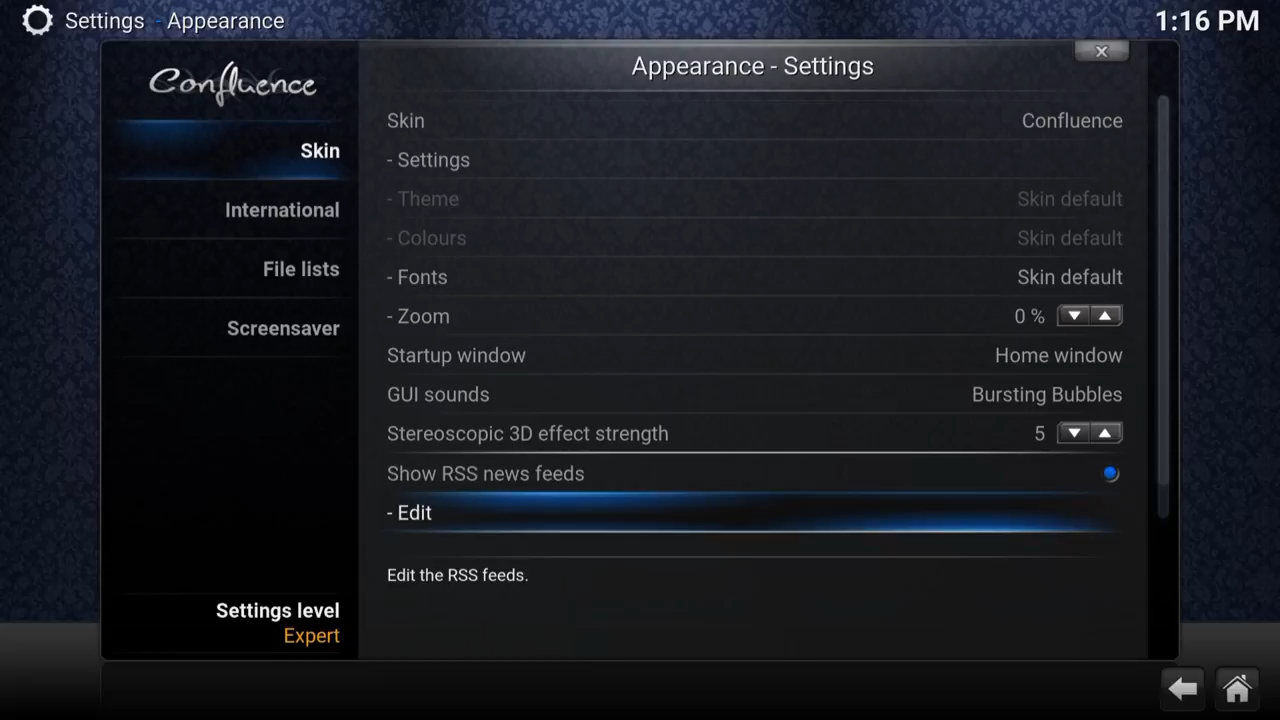 Settings - Appearance
1:16 PM
Confluence
Appearance - Settings
Skin
International
File lists
Screensaver
Settings level
Expert
Skin Confluence
- Settings
- Theme Skin default
- Colours Skin default
- Fonts Skin default
- Zoom 0 %
Startup window Home window
GUI sounds Bursting Bubbles
Stereoscopic 3D effect strength 5
Show RSS news feeds
- Edit
Edit the RSS feeds.